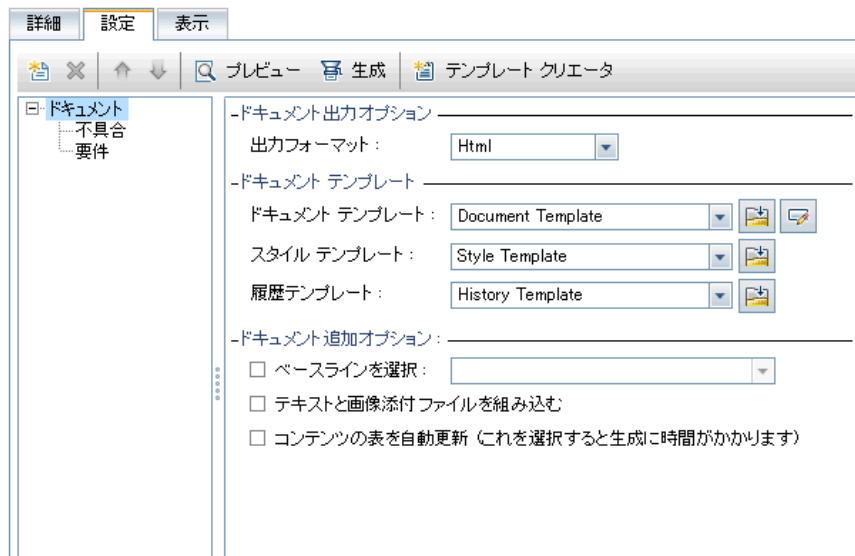 詳細 設定 表示
プレビュー 生成 テンプレート クリエータ
ドキュメント
不具合
要件
ドキュメント出力オプション
出力フォーマット： Html
ドキュメント テンプレート
ドキュメント テンプレート： Document Template
スタイル テンプレート： Style Template
履歴テンプレート： History Template
ドキュメント追加オプション：
ベースラインを選択：
テキストと画像添付ファイルを組み込む
コンテンツの表を自動更新（これを選択すると生成に時間がかかります）